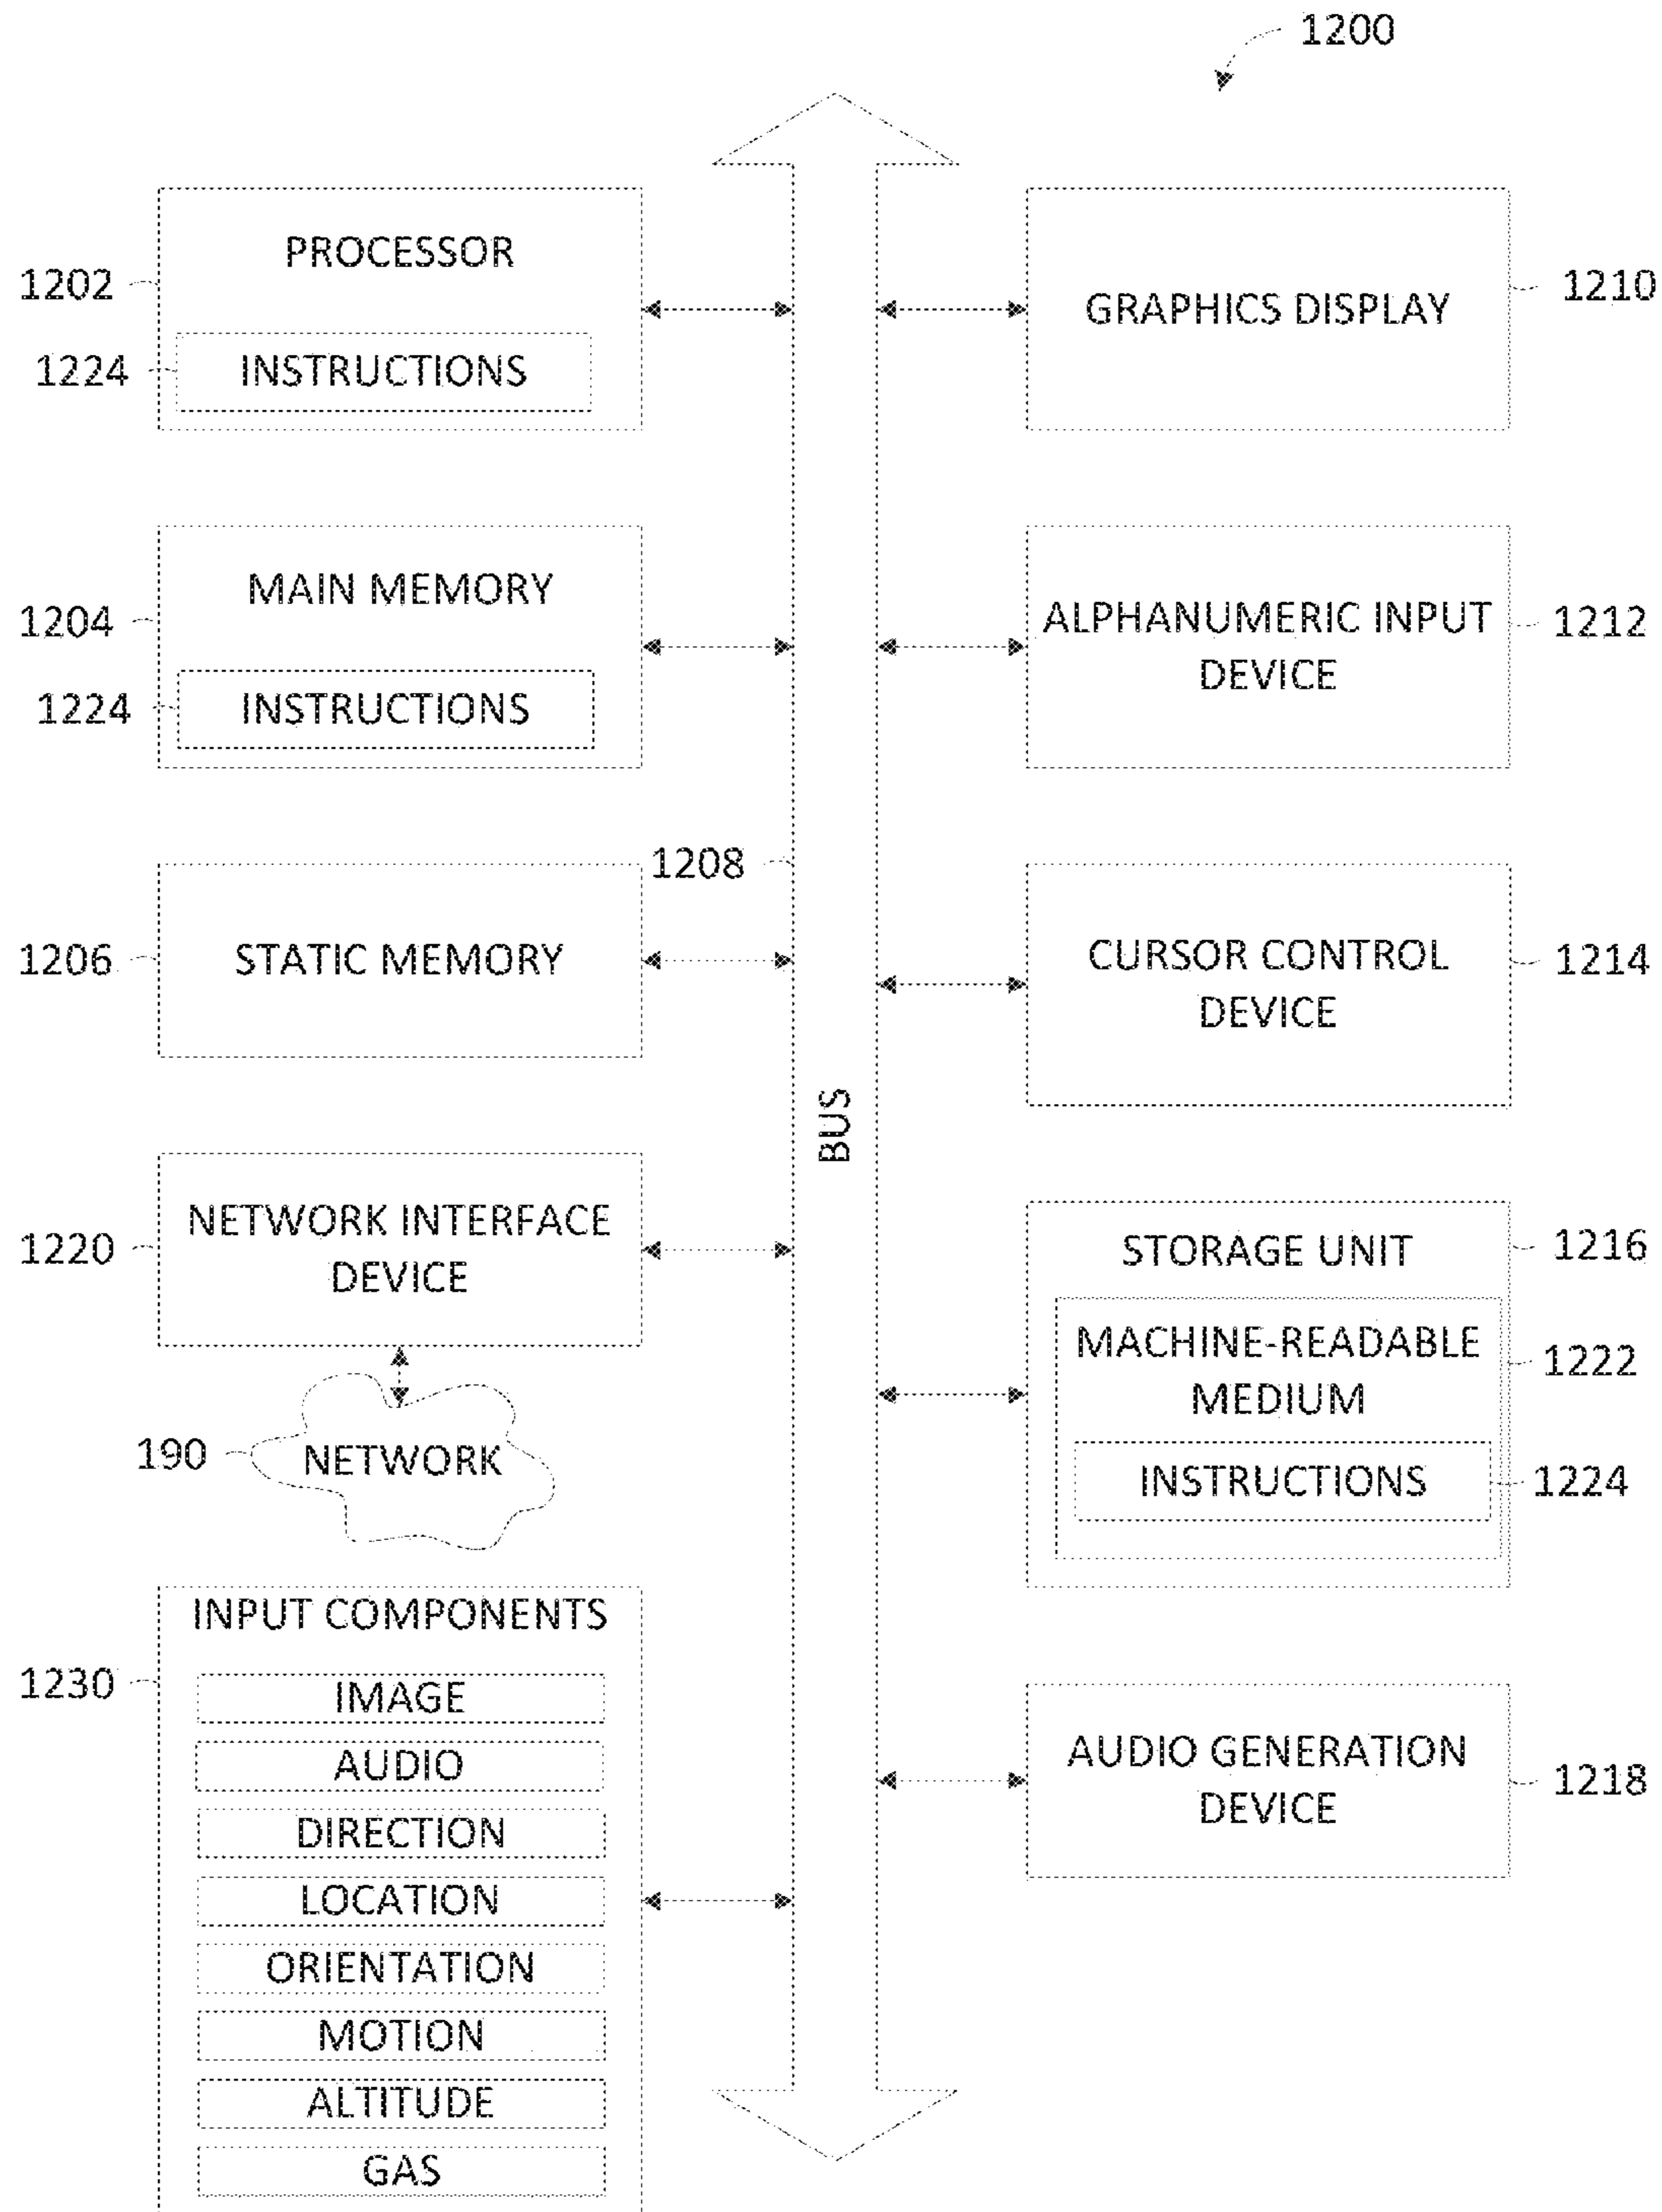 1200
PROCESSOR
1202
1224
INSTRUCTIONS
MAIN MEMORY
1204
1224
INSTRUCTIONS
1208
1206
STATIC MEMORY
NETWORK INTERFACE
DEVICE
1220
190
NETWORK
INPUT COMPONENTS
1230
IMAGE
AUDIO
DIRECTION
LOCATION
ORIENTATION
MOTION
ALTITUDE
GAS
BUS
GRAPHICS DISPLAY
1210
ALPHANUMERIC INPUT
DEVICE
1212
CURSOR CONTROL
DEVICE
1214
STORAGE UNIT
1216
MACHINE-READABLE
MEDIUM
1222
INSTRUCTIONS
1224
AUDIO GENERATION
DEVICE
1218